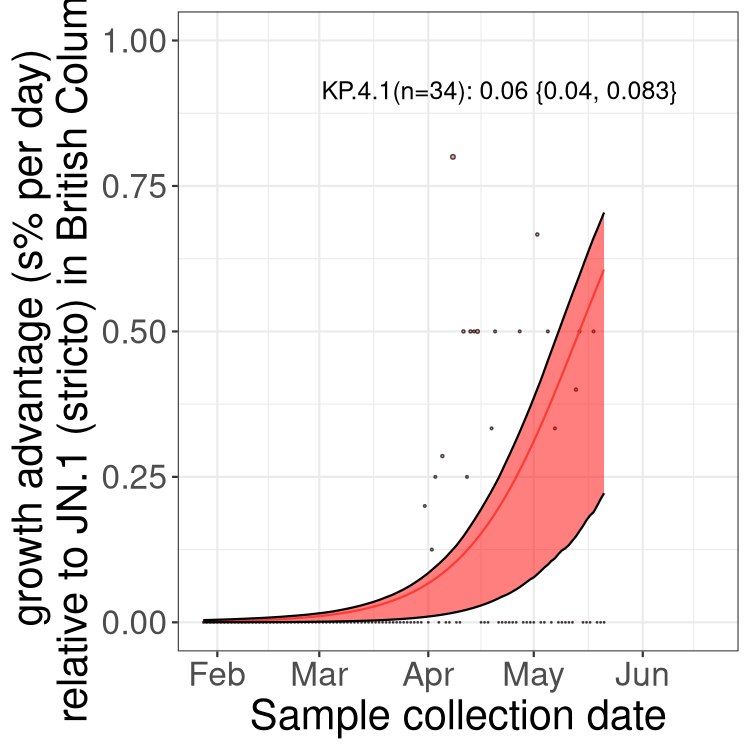 growth advantage (s% per day)
relative to JN.1 (stricto) in British Colum
1.00
0.75
0.50
0.25
0.00
KP.4.1(n=34): 0.06 {0.04, 0.083}
Feb Mar Apr May Jun
Sample collection date